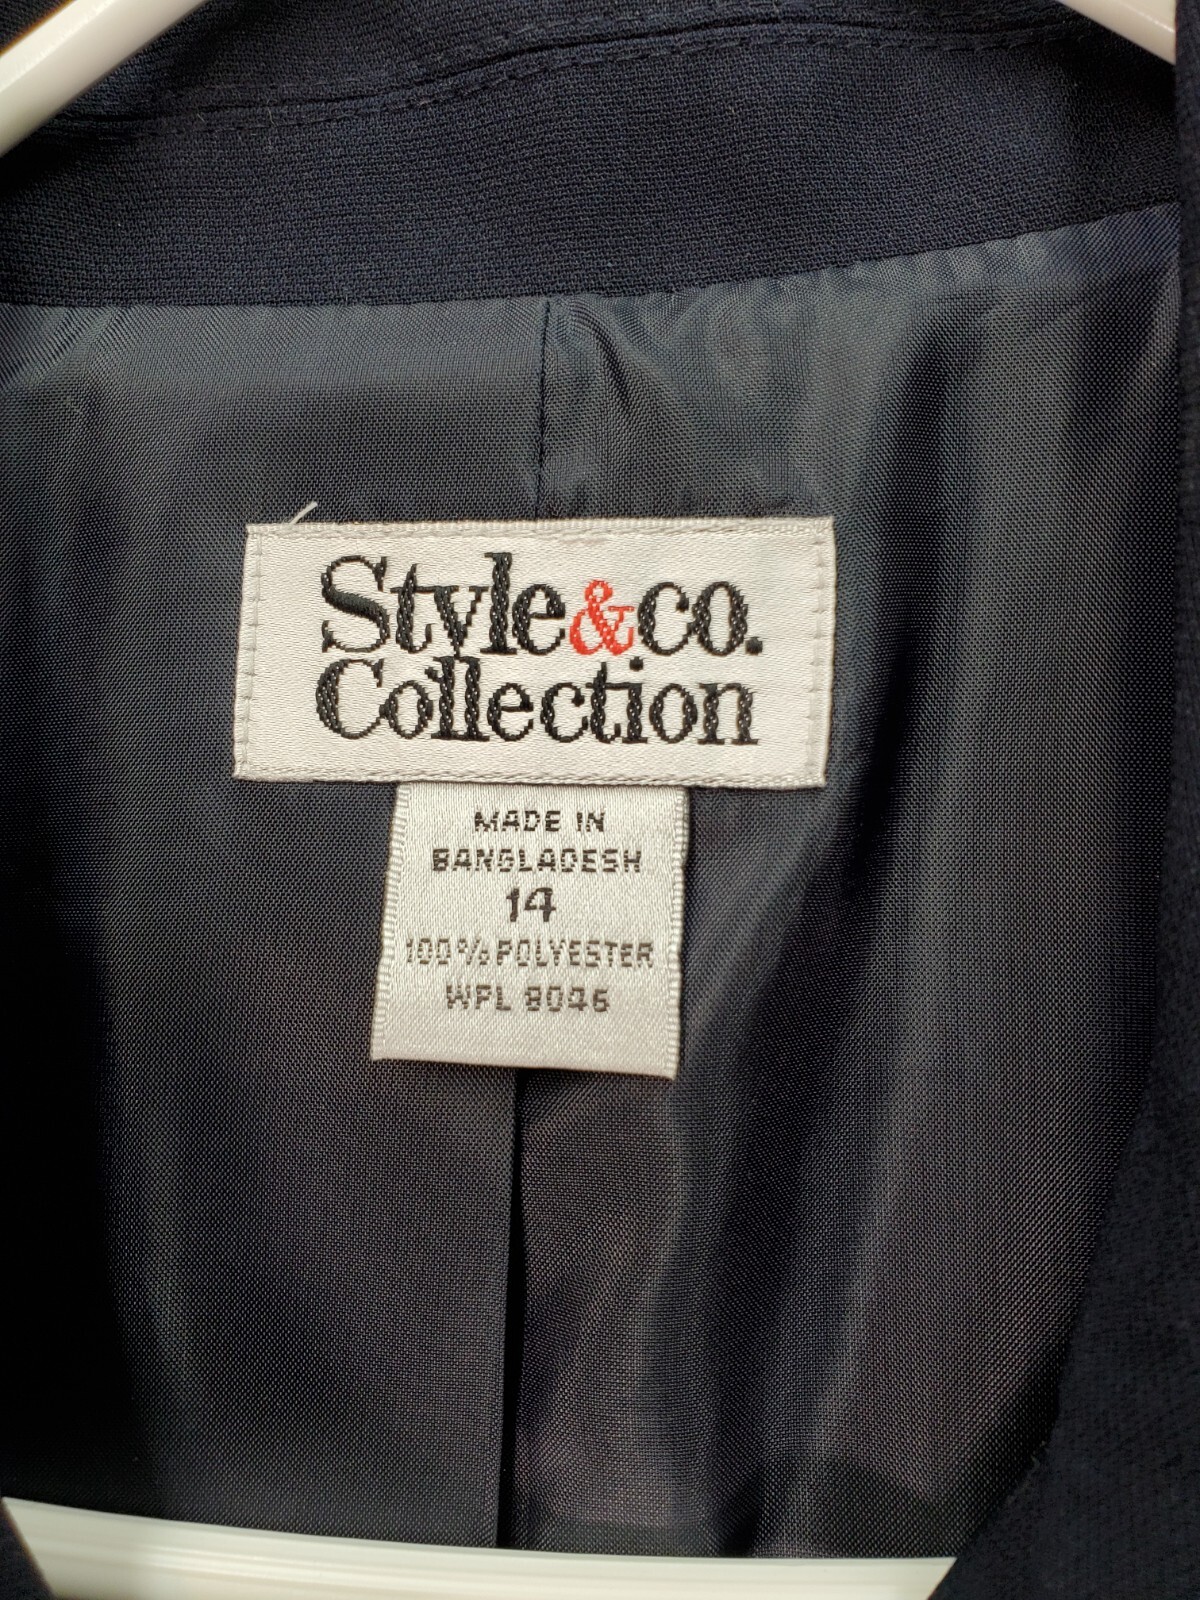 Style&co.
Collection
MADE IN
BANGLADESH
14
100% POLYESTER
WPL 8046